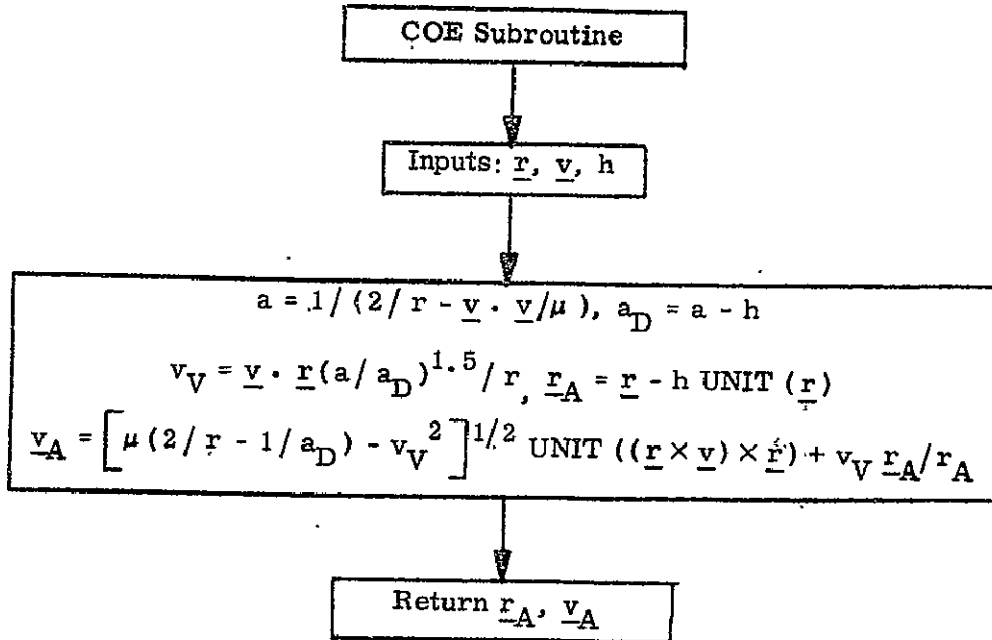 COE Subroutine
Inputs: r, v, h
a = 1/(2/r - v . v/μ), a_D = a - h
v_V = v . r(a/a_D)^1.5/r, r_A = r - h UNIT (r)
v_A = [μ(2/r - 1/a_D) - v_V^2]^1/2 UNIT ((r × v) × r) + v_V r_A/r_A
Return r_A, v_A